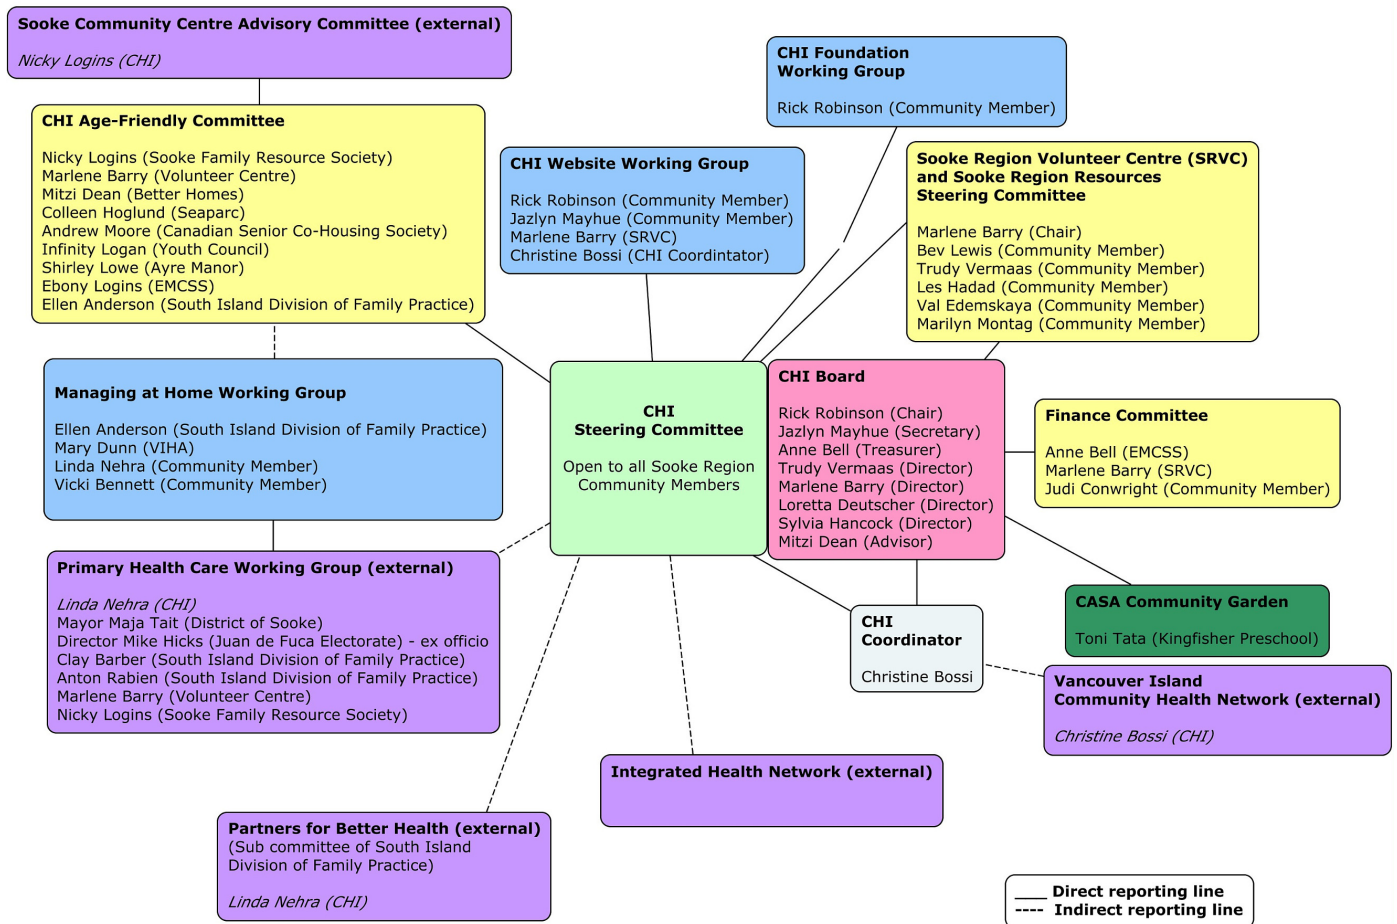 Sooke Community Centre Advisory Committee (external)
Nicky Logins (CHI)
CHI Age-Friendly Committee
Nicky Logins (Sooke Family Resource Society)
Marlene Barry (Volunteer Centre)
Mitzi Dean (Better Homes)
Colleen Hoglund (Seaparc)
Andrew Moore (Canadian Senior Co-Housing Society)
Infinity Logan (Youth Council)
Shirley Lowe (Ayre Manor)
Ebony Logins (EMCSS)
Ellen Anderson (South Island Division of Family Practice)
CHI Website Working Group
Rick Robinson (Community Member)
Jazlyn Mayhue (Community Member)
Marlene Barry (SRVC)
Christine Bossi (CHI Coordintator)
CHI Foundation
Working Group
Rick Robinson (Community Member)
Sooke Region Volunteer Centre (SRVC)
and Sooke Region Resources
Steering Committee
Marlene Barry (Chair)
Bev Lewis (Community Member)
Trudy Vermaas (Community Member)
Les Hadad (Community Member)
Val Edemskaya (Community Member)
Marilyn Montag (Community Member)
Managing at Home Working Group
Ellen Anderson (South Island Division of Family Practice)
Mary Dunn (VIHA)
Linda Nehra (Community Member)
Vicki Bennett (Community Member)
CHI
Steering Committee
Open to all Sooke Region
Community Members
CHI Board
Rick Robinson (Chair)
Jazlyn Mayhue (Secretary)
Anne Bell (Treasurer)
Trudy Vermaas (Director)
Marlene Barry (Director)
Loretta Deutscher (Director)
Sylvia Hancock (Director)
Mitzi Dean (Advisor)
Finance Committee
Anne Bell (EMCSS)
Marlene Barry (SRVC)
Judi Conwright (Community Member)
Primary Health Care Working Group (external)
Linda Nehra (CHI)
Mayor Maja Tait (District of Sooke)
Director Mike Hicks (Juan de Fuca Electorate) - ex officio
Clay Barber (South Island Division of Family Practice)
Anton Rabien (South Island Division of Family Practice)
Marlene Barry (Volunteer Centre)
Nicky Logins (Sooke Family Resource Society)
CHI
Coordinator
Christine Bossi
CASA Community Garden
Toni Tata (Kingfisher Preschool)
Vancouver Island
Community Health Network (external)
Christine Bossi (CHI)
Integrated Health Network (external)
Partners for Better Health (external)
(Sub committee of South Island
Division of Family Practice)
Linda Nehra (CHI)
Direct reporting line
Indirect reporting line